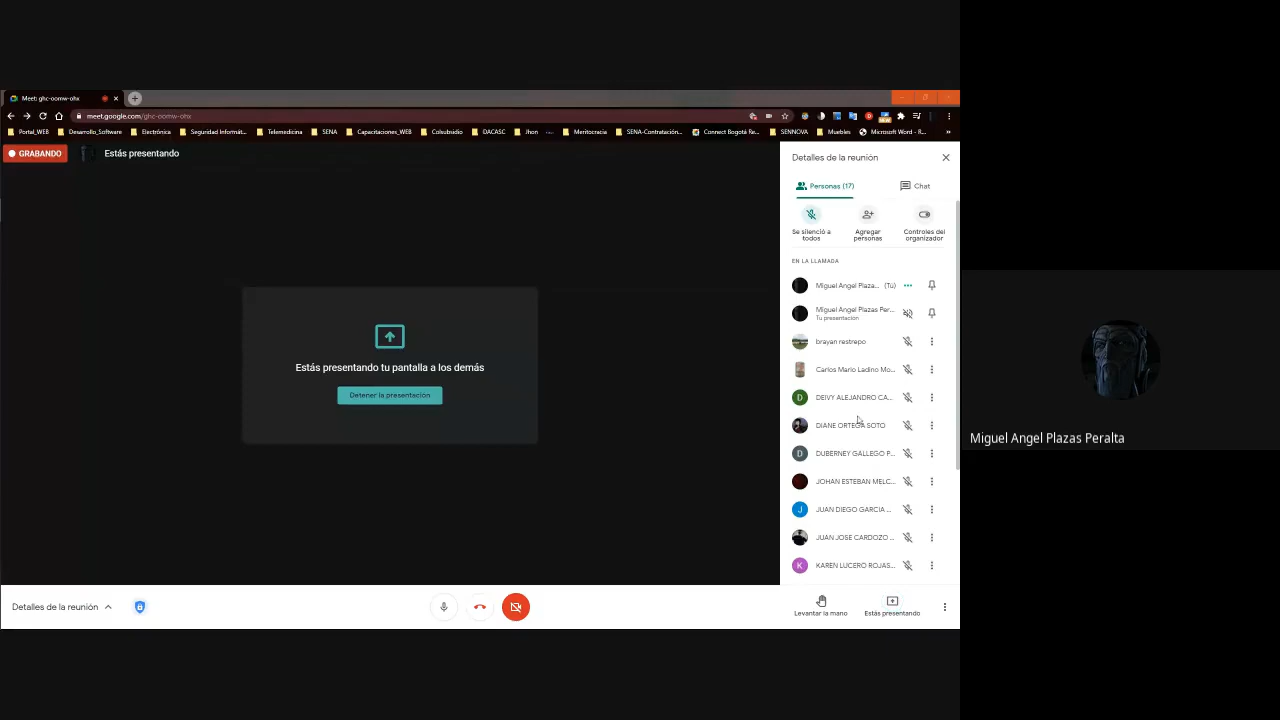 Meet: ghc-oomw-ohx
meet.google.com/ghc-oomw-ohx
Portal_WEB
Desarrollo_Software
Electrónica
Seguridad Informát...
Telemedicina
SENA
Capacitaciones_WEB
Colsubsidio
DACASC
Jhon
Meritocracia
SENA-Contratación...
Connect Bogotá Re...
SENNOVA
Muebles
Microsoft Word - R...
»
GRABANDO
Estás presentando
Detalles de la reunión
Personas (17)
Chat
Se silenció a
todos
Agregar
personas
Controles del
organizador
EN LA LLAMADA
Miguel Angel Plaza... (Tú)
Miguel Angel Plazas Per...
Tu presentación
brayan restrepo
Carlos Mario Ladino Mo...
D DEIVY ALEJANDRO CA...
DIANE ORTEGA SOTO
D DUBERNEY GALLEGO P...
JOHAN ESTEBAN MELC...
J JUAN DIEGO GARCIA ...
JUAN JOSE CARDOZO ...
K KAREN LUCERO ROJAS...
Estás presentando tu pantalla a los demás
Detener la presentación
Detalles de la reunión
Levantar la mano
Estás presentando
Miguel Angel Plazas Peralta